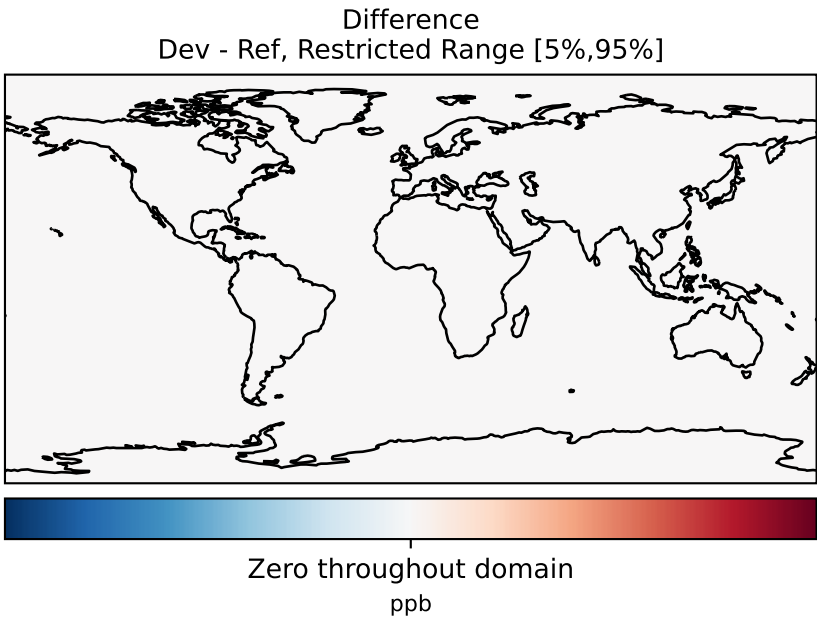 Difference
Dev - Ref, Restricted Range [5%,95%]
Zero throughout domain
ppb